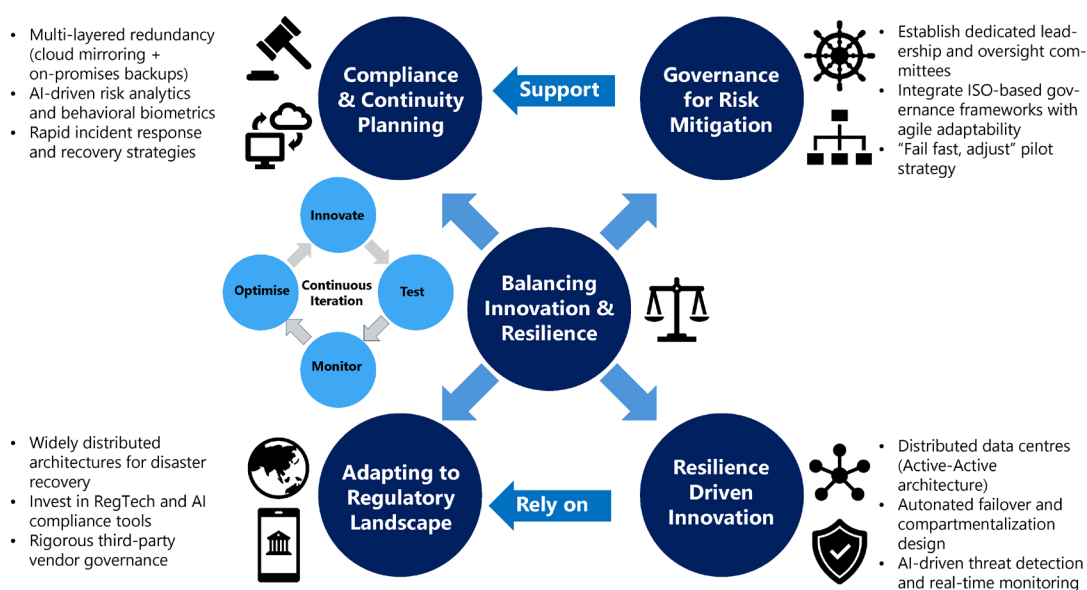 • Multi-layered redundancy
(cloud mirroring +
on-promises backups)
• AI-driven risk analytics
and behavioral biometrics
• Rapid incident response
and recovery strategies
Compliance
& Continuity
Planning
Support
Governance
for Risk
Mitigation
• Establish dedicated lead-
ership and oversight com-
mittees
• Integrate ISO-based gov-
ernance frameworks with
agile adaptability
• “Fail fast, adjust” pilot
strategy
Innovate
Optimise
Continuous
Iteration
Test
Monitor
Balancing
Innovation &
Resilience
• Widely distributed
architectures for disaster
recovery
• Invest in RegTech and AI
compliance tools
• Rigorous third-party
vendor governance
Adapting to
Regulatory
Landscape
Rely on
Resilience
Driven
Innovation
• Distributed data centres
(Active-Active
architecture)
• Automated failover and
compartmentalization
design
• AI-driven threat detection
and real-time monitoring